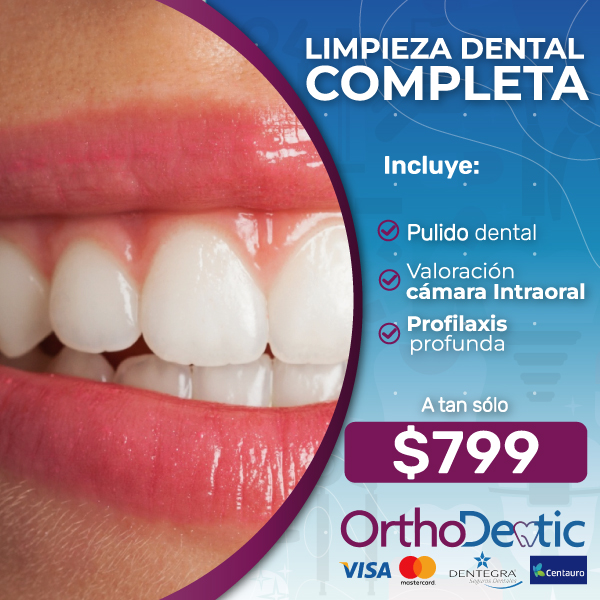 LIMPIEZA DENTAL
COMPLETA
Incluye:
Pulido dental
Valoración
cámara Intraoral
Profilaxis
profunda
A tan sólo
$799
OrthoDentic
VISA
mastercard.
DENTEGRA
Seguros Dentales
Centauro